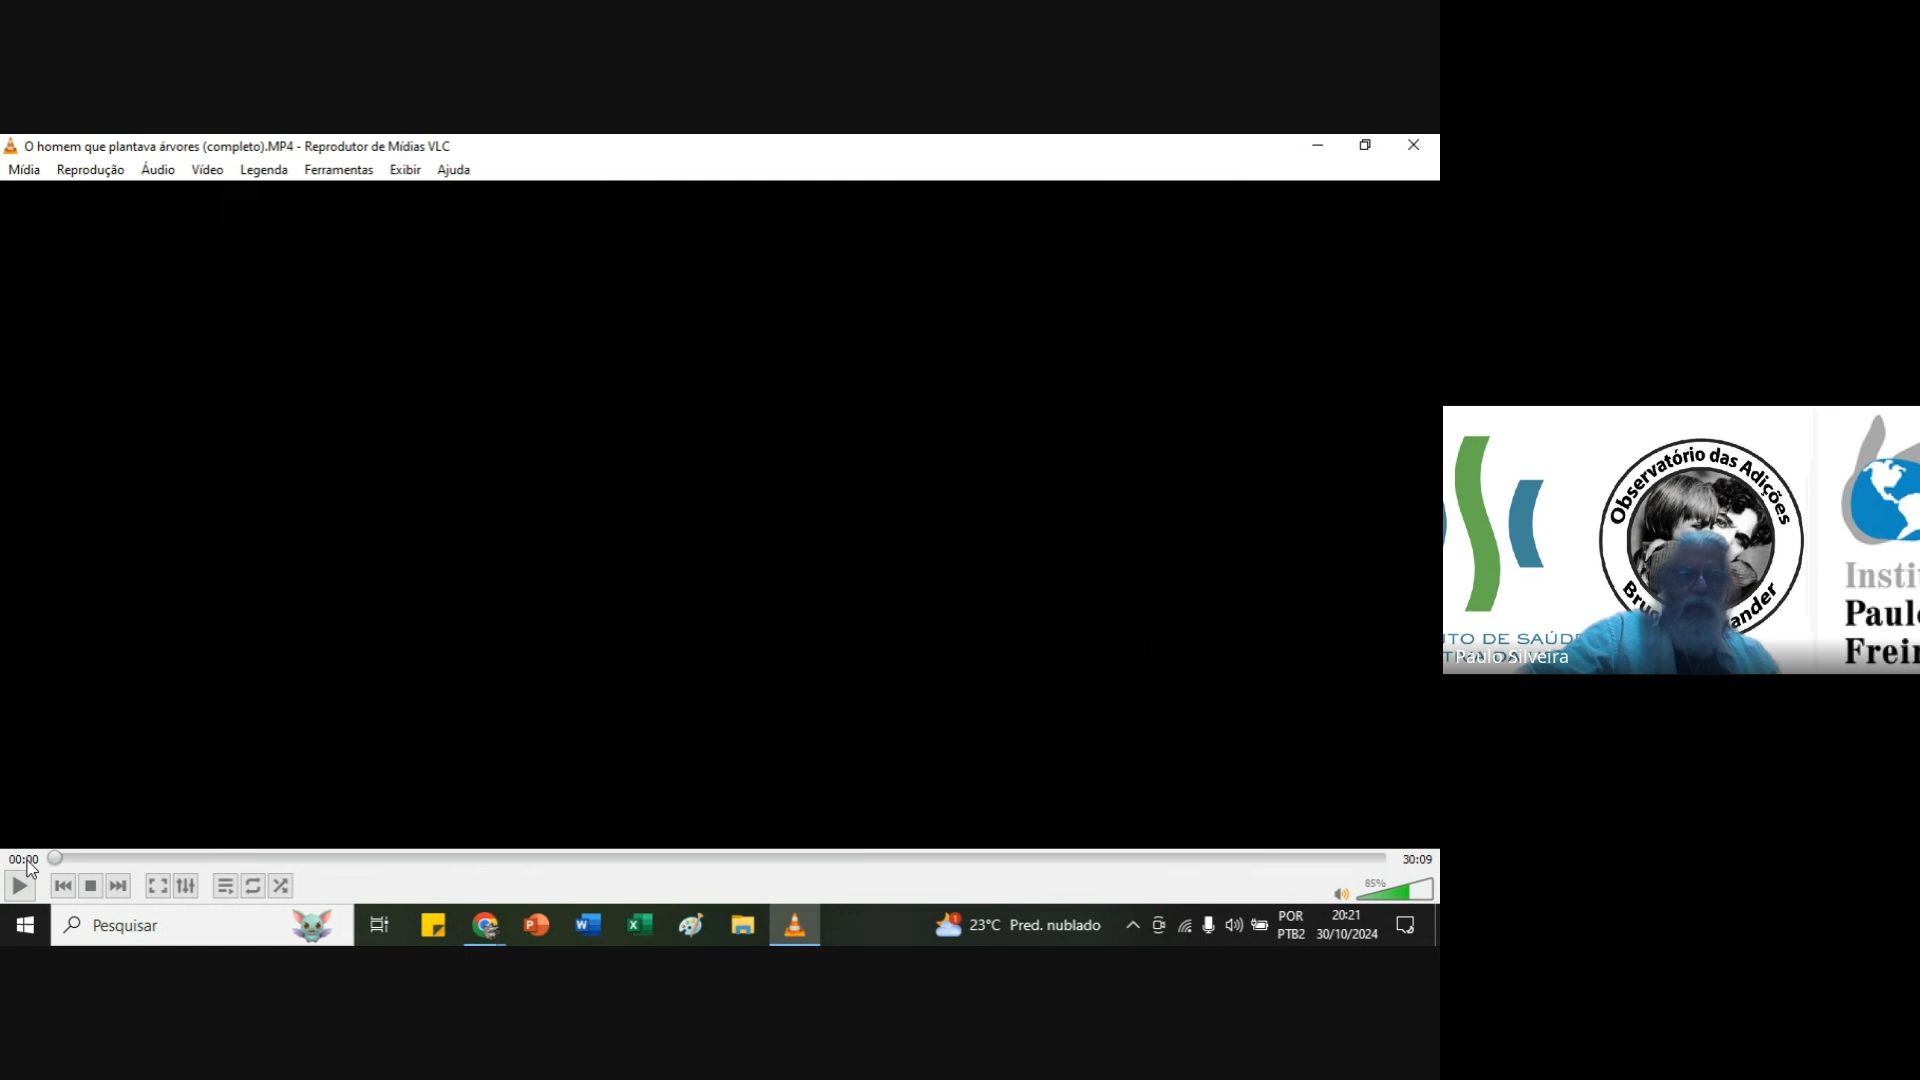 O homem que plantava árvores (completo).MP4 - Reprodutor de Mídias VLC
Mídia Reprodução Áudio Vídeo Legenda Ferramentas Exibir Ajuda
Observatório das Adições
Bru
ander
Insti
Paul
Frei
TO DE SAÚD
Paulo Silveira
00:00
30:09
85%
Pesquisar
23°C Pred. nublado
POR
PTB2
20:21
30/10/2024